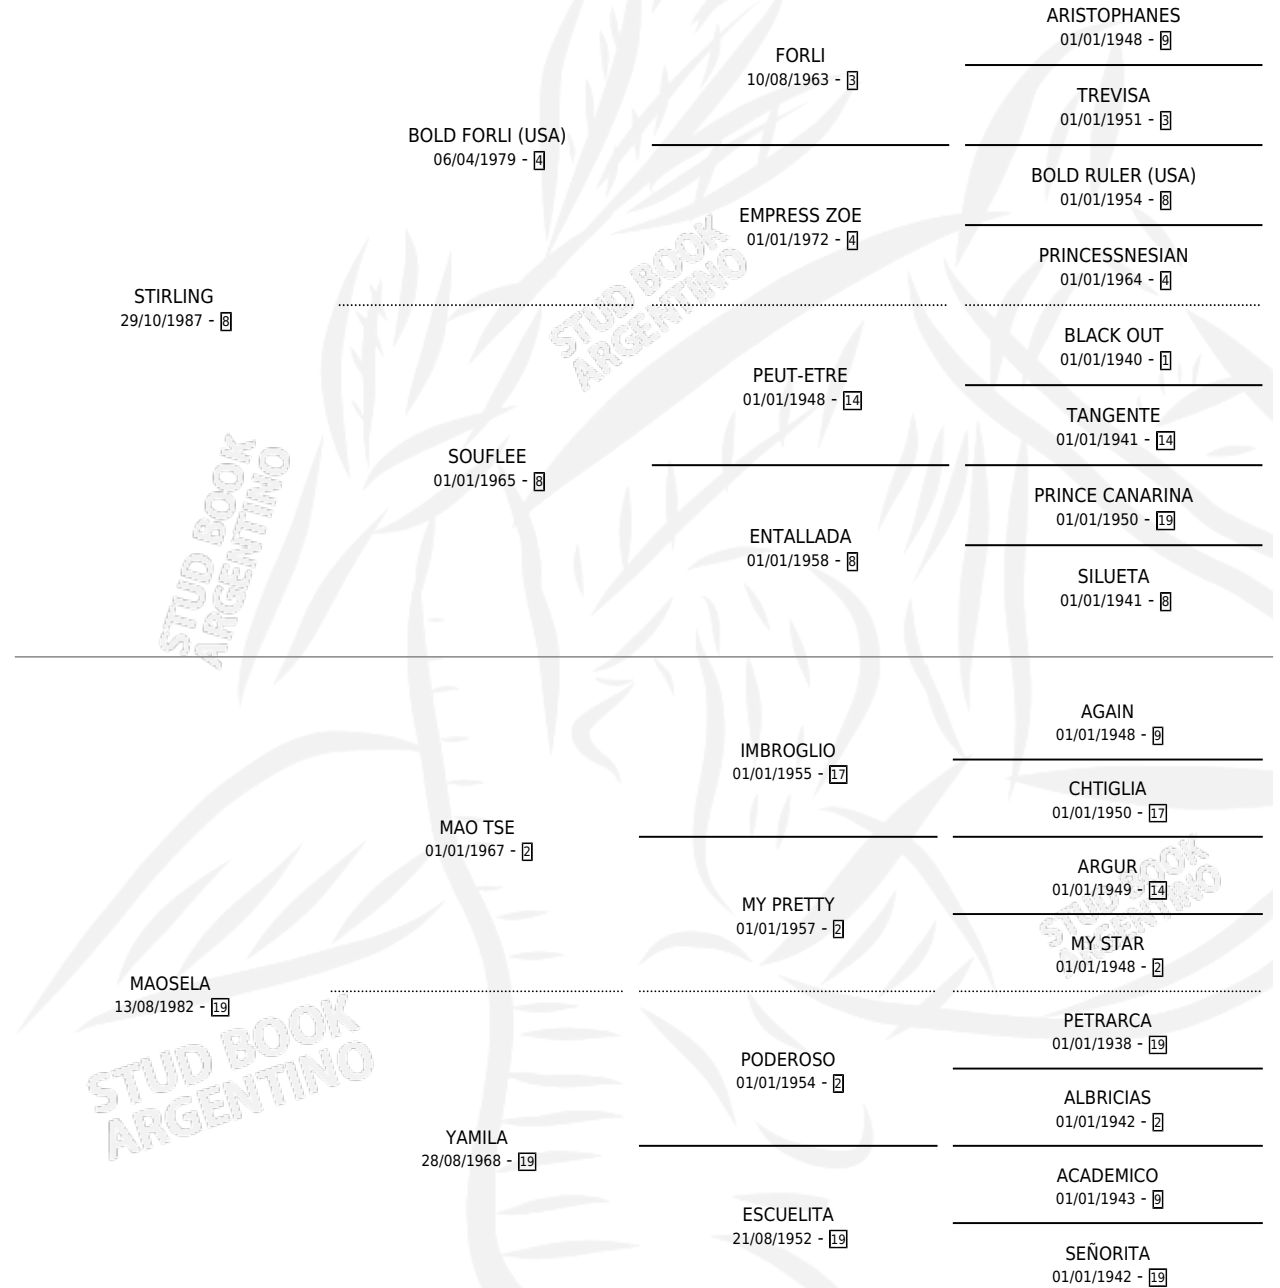 ARISTOPHANES
01/01/1948 - 9
FORLI
10/08/1963 - 3
TREVISA
01/01/1951 - 3
BOLD FORLI (USA)
06/04/1979 - 4
BOLD RULER (USA)
01/01/1954 - 8
EMPRESS ZOE
01/01/1972 - 4
PRINCESSNESIAN
01/01/1964 - 4
STIRLING
29/10/1987 - 8
BLACK OUT
01/01/1940 - 1
PEUT-ETRE
01/01/1948 - 14
TANGENTE
01/01/1941 - 14
SOUFLEE
01/01/1965 - 8
PRINCE CANARINA
01/01/1950 - 19
ENTALLADA
01/01/1958 - 8
SILUETA
01/01/1941 - 8
AGAIN
01/01/1948 - 9
IMBROGLIO
01/01/1955 - 17
CHTIGLIA
01/01/1950 - 17
MAO TSE
01/01/1967 - 2
ARGUR
01/01/1949 - 14
MY PRETTY
01/01/1957 - 2
MY STAR
01/01/1948 - 2
MAOSELA
13/08/1982 - 19
PETRARCA
01/01/1938 - 19
PODEROSO
01/01/1954 - 2
ALBRICIAS
01/01/1942 - 2
YAMILA
28/08/1968 - 19
ACADEMICO
01/01/1943 - 9
ESCUELITA
21/08/1952 - 19
SEÑORITA
01/01/1942 - 19
STUD BOOK
ARGENTINO
STUD BOOK
ARGENTINO
STUD BOOK
ARGENTINO
STUD BOOK
ARGENTINO